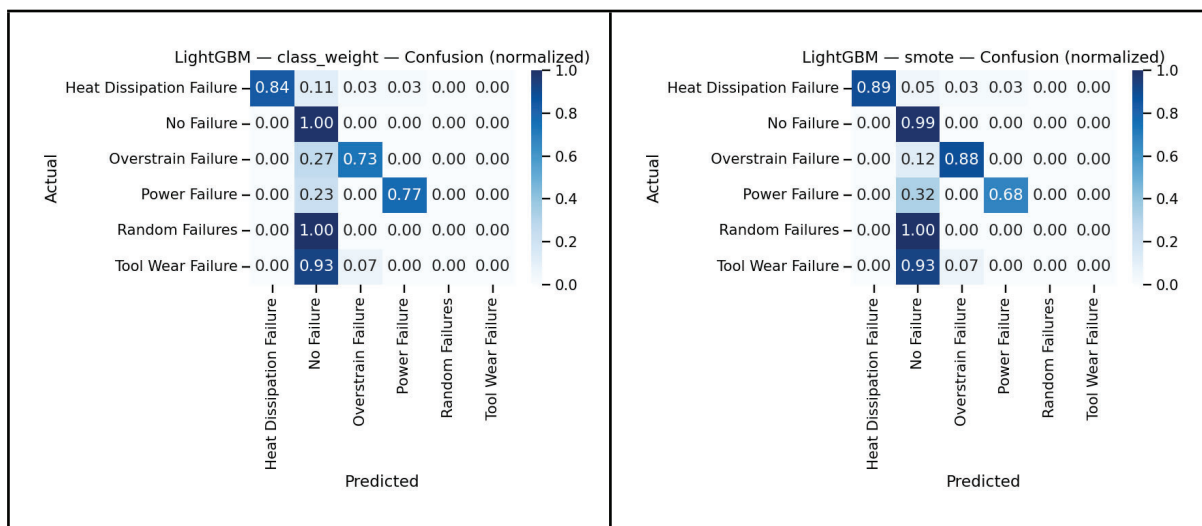 LightGBM — class_weight — Confusion (normalized)
Actual
Heat Dissipation Failure 0.84 0.11 0.03 0.03 0.00 0.00
No Failure 0.00 1.00 0.00 0.00 0.00 0.00
Overstrain Failure 0.00 0.27 0.73 0.00 0.00 0.00
Power Failure 0.00 0.23 0.00 0.77 0.00 0.00
Random Failures 0.00 1.00 0.00 0.00 0.00 0.00
Tool Wear Failure 0.00 0.93 0.07 0.00 0.00 0.00
1.0
0.8
0.6
0.4
0.2
0.0
Heat Dissipation Failure
No Failure
Overstrain Failure
Power Failure
Random Failures
Tool Wear Failure
Predicted
LightGBM — smote — Confusion (normalized)
Actual
Heat Dissipation Failure 0.89 0.05 0.03 0.03 0.00 0.00
No Failure 0.00 0.99 0.00 0.00 0.00 0.00
Overstrain Failure 0.00 0.12 0.88 0.00 0.00 0.00
Power Failure 0.00 0.32 0.00 0.68 0.00 0.00
Random Failures 0.00 1.00 0.00 0.00 0.00 0.00
Tool Wear Failure 0.00 0.93 0.07 0.00 0.00 0.00
1.0
0.8
0.6
0.4
0.2
0.0
Heat Dissipation Failure
No Failure
Overstrain Failure
Power Failure
Random Failures
Tool Wear Failure
Predicted